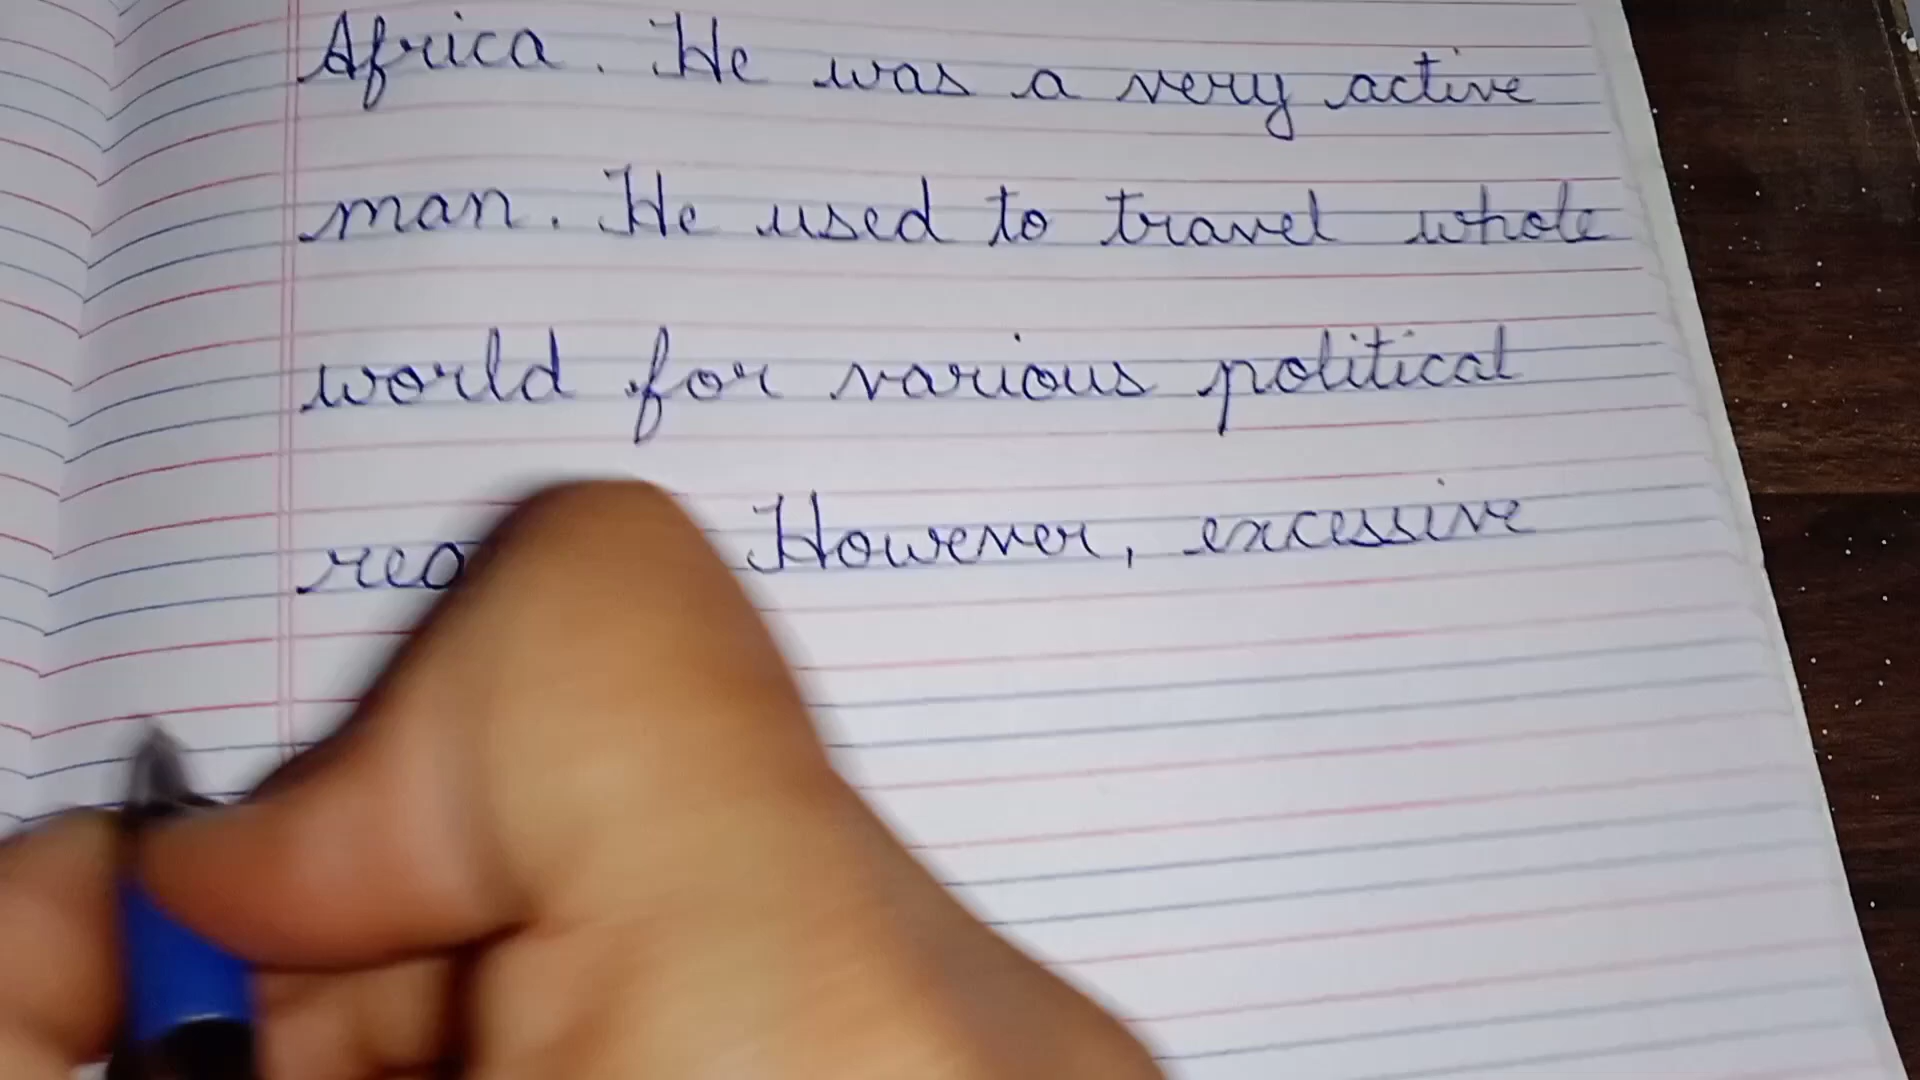 Africa. He was a very active
man. He used to travel whole
world for various political
However, excessive